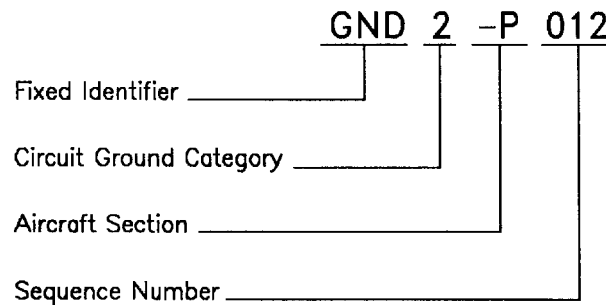 GND 2 -P 012
Fixed Identifier
Circuit Ground Category
Aircraft Section
Sequence Number